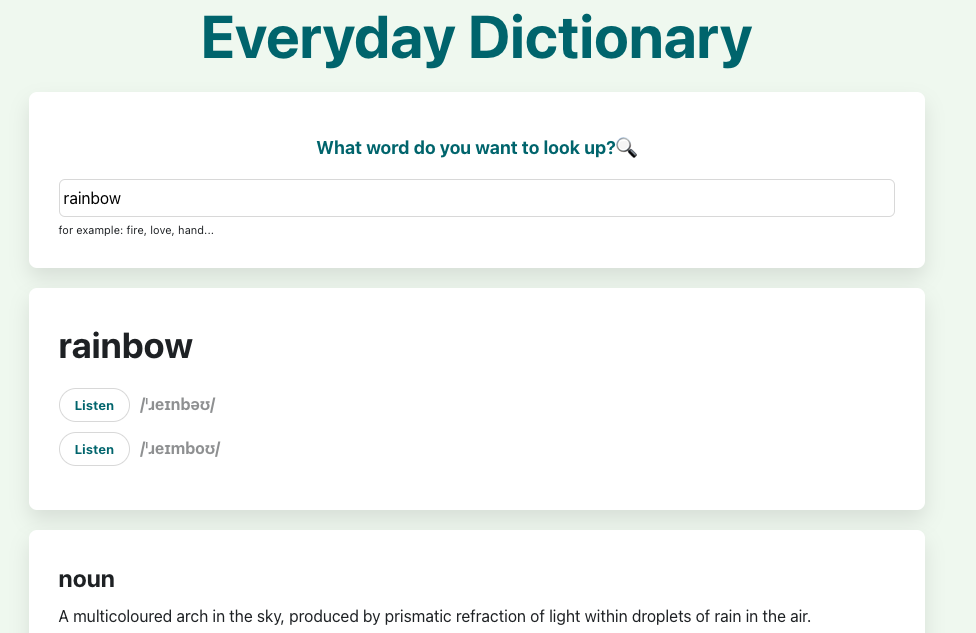 Everyday Dictionary
What word do you want to look up?🔍
rainbow
for example: fire, love, hand...
rainbow
Listen /ˈɹeɪnbəʊ/
Listen /ˈɹeɪmboʊ/
noun
A multicoloured arch in the sky, produced by prismatic refraction of light within droplets of rain in the air.